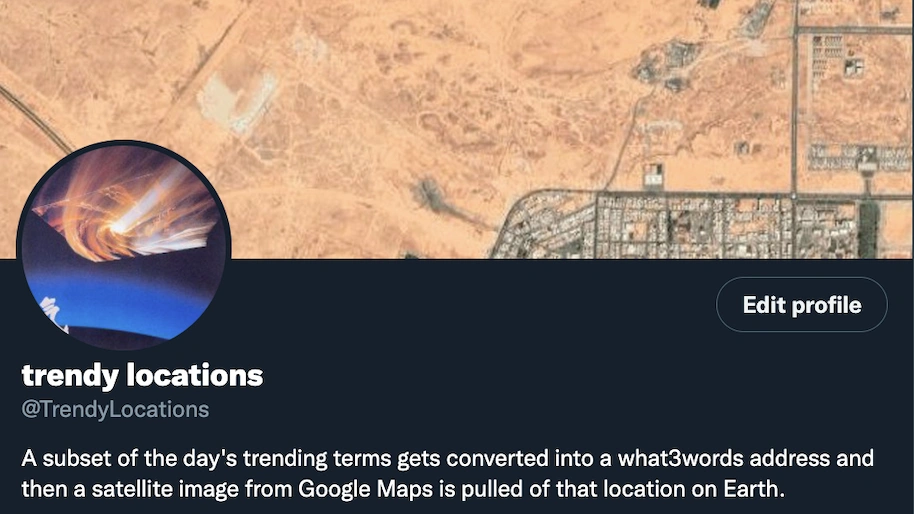 Edit profile
trendy locations
@TrendyLocations
A subset of the day's trending terms gets converted into a what3words address and
then a satellite image from Google Maps is pulled of that location on Earth.